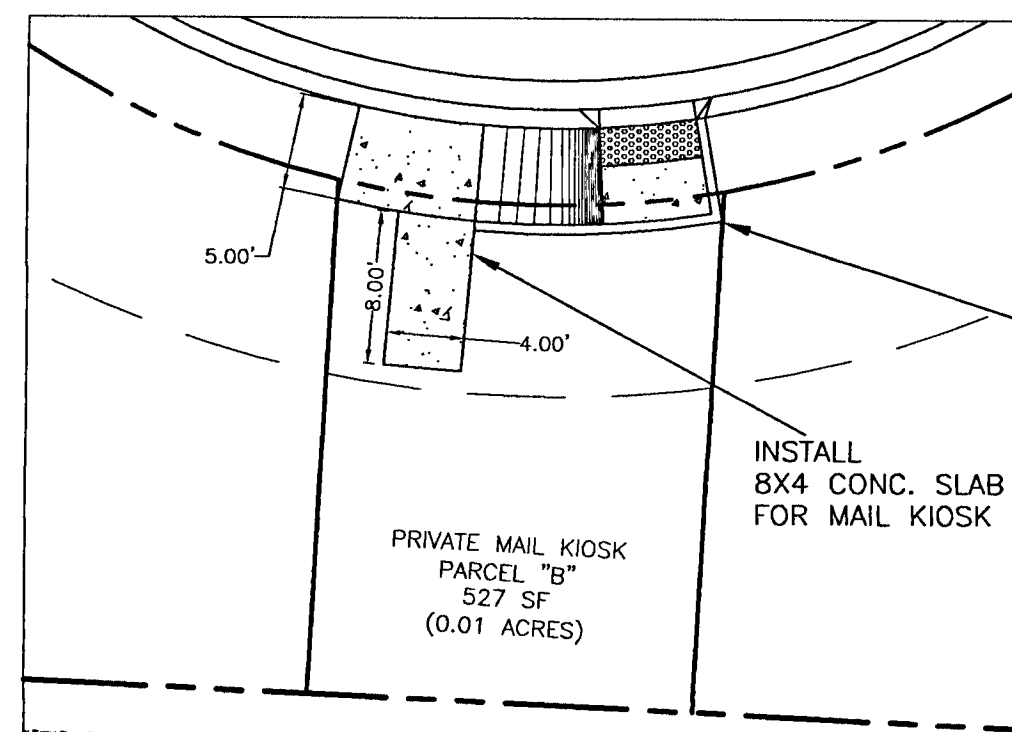 5.00'
8.00'
4.00'
INSTALL
8X4 CONC. SLAB
FOR MAIL KIOSK
PRIVATE MAIL KIOSK
PARCEL "B"
527 SF
(0.01 ACRES)